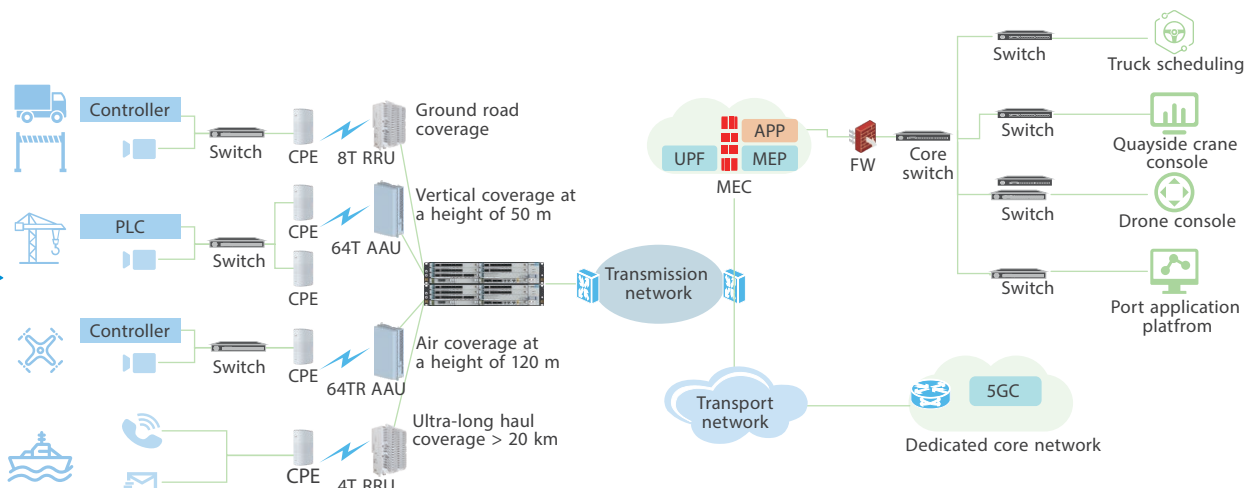 Controller
Switch
CPE
8T RRU
Ground road
coverage
PLC
Switch
CPE
CPE
64T AAU
Vertical coverage at
a height of 50 m
Controller
Switch
CPE
64TR AAU
Air coverage at
a height of 120 m
CPE
4T RRU
Ultra-long haul
coverage > 20 km
Transmission
network
UPF
APP
MEP
MEC
FW
Core
switch
Transport
network
5GC
Dedicated core network
Switch
Truck scheduling
Switch
Quayside crane
console
Switch
Drone console
Switch
Port application
platfrom